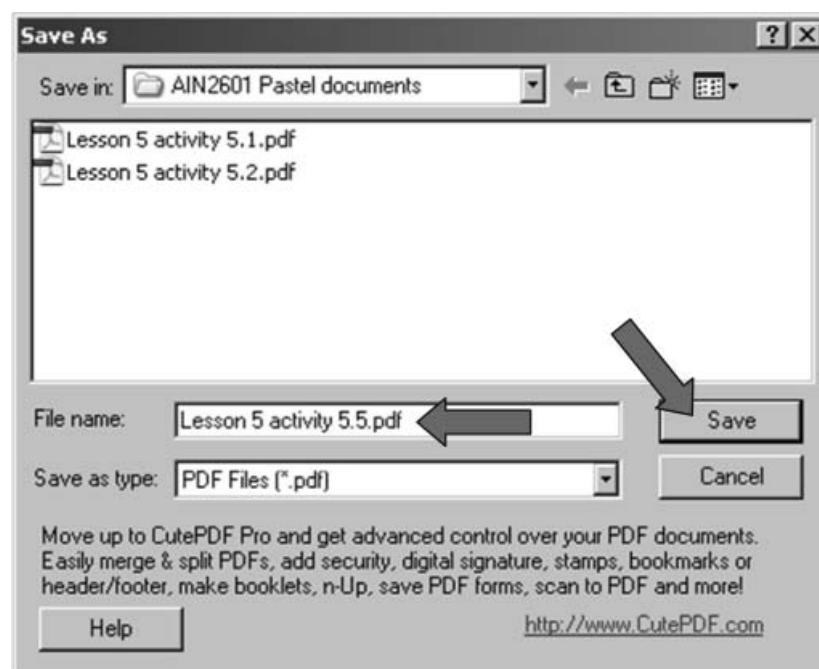 Save As
Save in: AIN2601 Pastel documents
Lesson 5 activity 5.1.pdf
Lesson 5 activity 5.2.pdf
File name: Lesson 5 activity 5.5.pdf Save
Save as type: PDF Files (*.pdf) Cancel
Move up to CutePDF Pro and get advanced control over your PDF documents.
Easily merge & split PDFs, add security, digital signature, stamps, bookmarks or
header/footer, make booklets, n-Up, save PDF forms, scan to PDF and more!
Help http://www.CutePDF.com